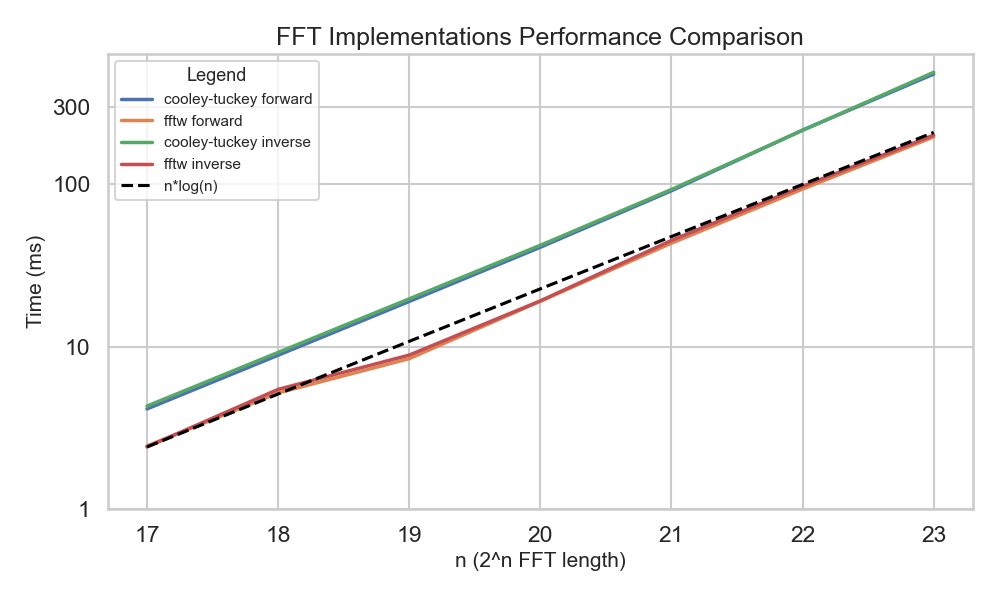 FFT Implementations Performance Comparison
Legend
cooley-tuckey forward
fftw forward
cooley-tuckey inverse
fftw inverse
n*log(n)
Time (ms)
300
100
10
1
17 18 19 20 21 22 23
n (2^n FFT length)